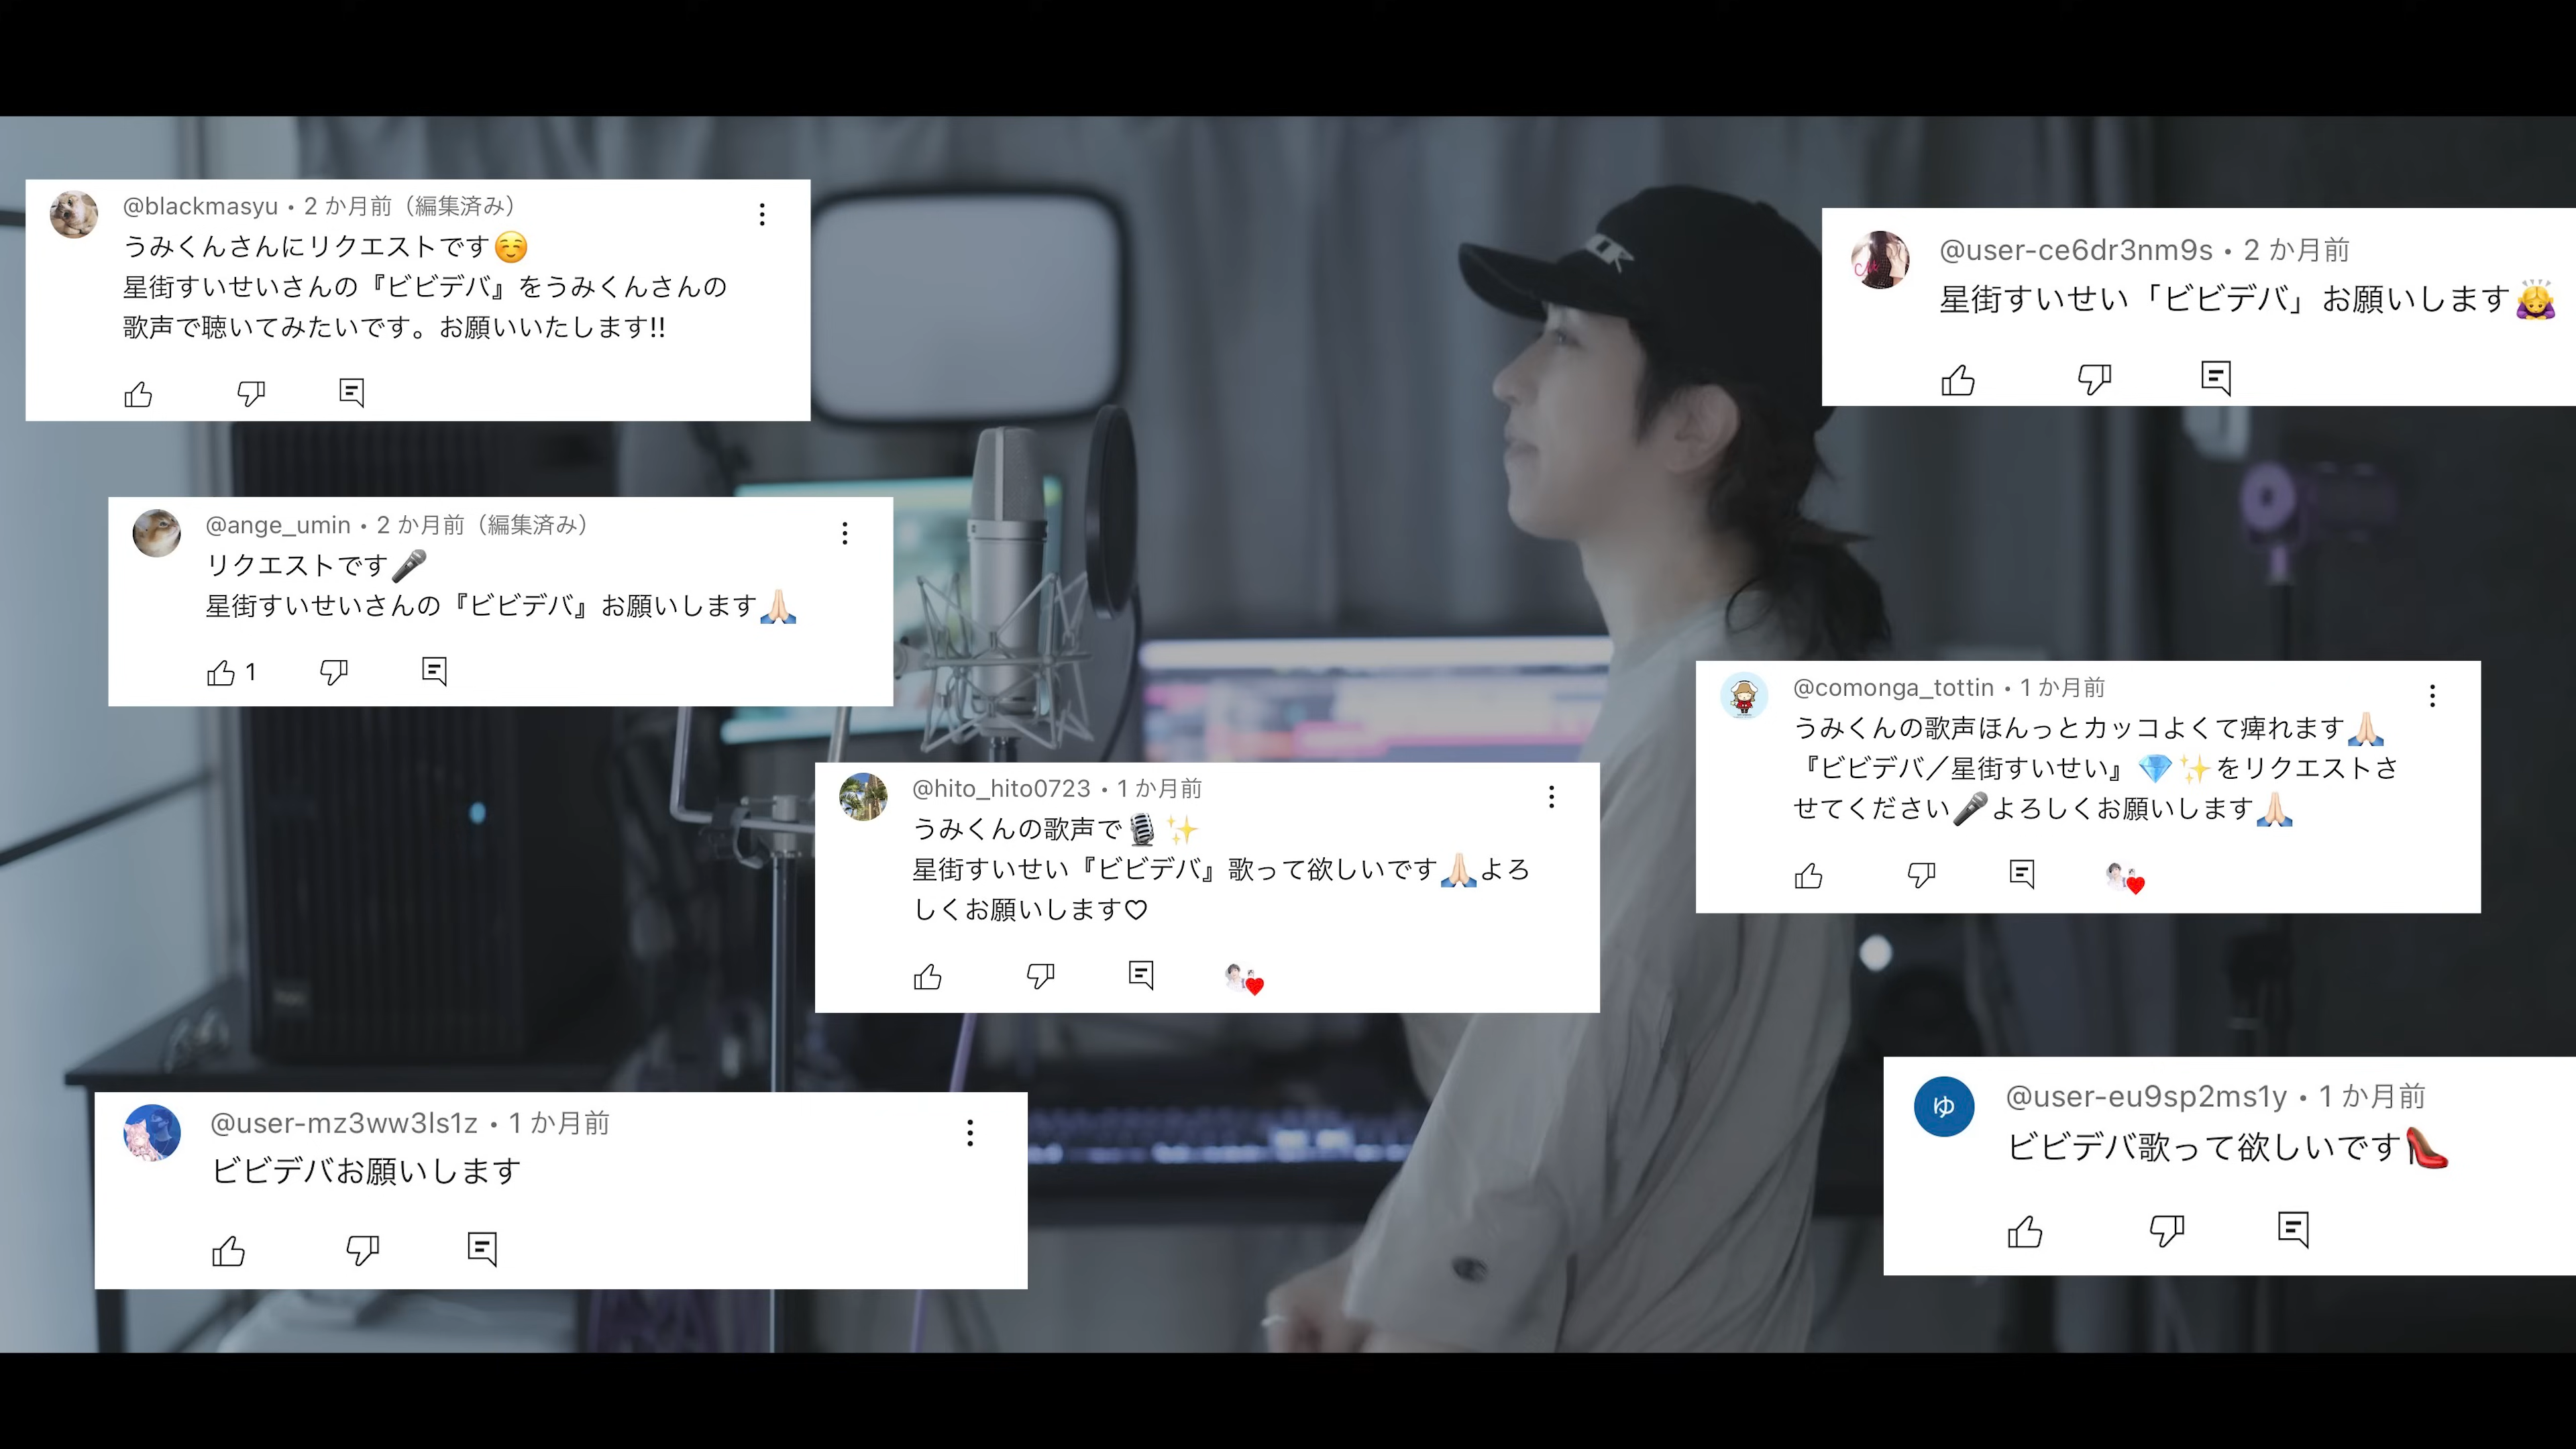 @blackmasyu • 2 か月前（編集済み）
うみくんさんにリクエストです☺️
星街すいせいさんの『ビビデバ』をうみくんさんの
歌声で聴いてみたいです。お願いいたします!!
@user-ce6dr3nm9s • 2 か月前
星街すいせい「ビビデバ」お願いします🙇‍♀️
@ange_umin • 2 か月前（編集済み）
リクエストです🎤
星街すいせいさんの『ビビデバ』お願いします🙏🏻
1
@comonga_tottin • 1 か月前
うみくんの歌声ほんっとカッコよくて痺れます🙏🏻
『ビビデバ／星街すいせい』💎✨をリクエストさ
せてください🎤よろしくお願いします🙏🏻
@hito_hito0723 • 1 か月前
うみくんの歌声で🎙✨
星街すいせい『ビビデバ』歌って欲しいです🙏🏻よろ
しくお願いします♡
@user-mz3ww3ls1z • 1 か月前
ビビデバお願いします
ゆ
@user-eu9sp2ms1y • 1 か月前
ビビデバ歌って欲しいです👠